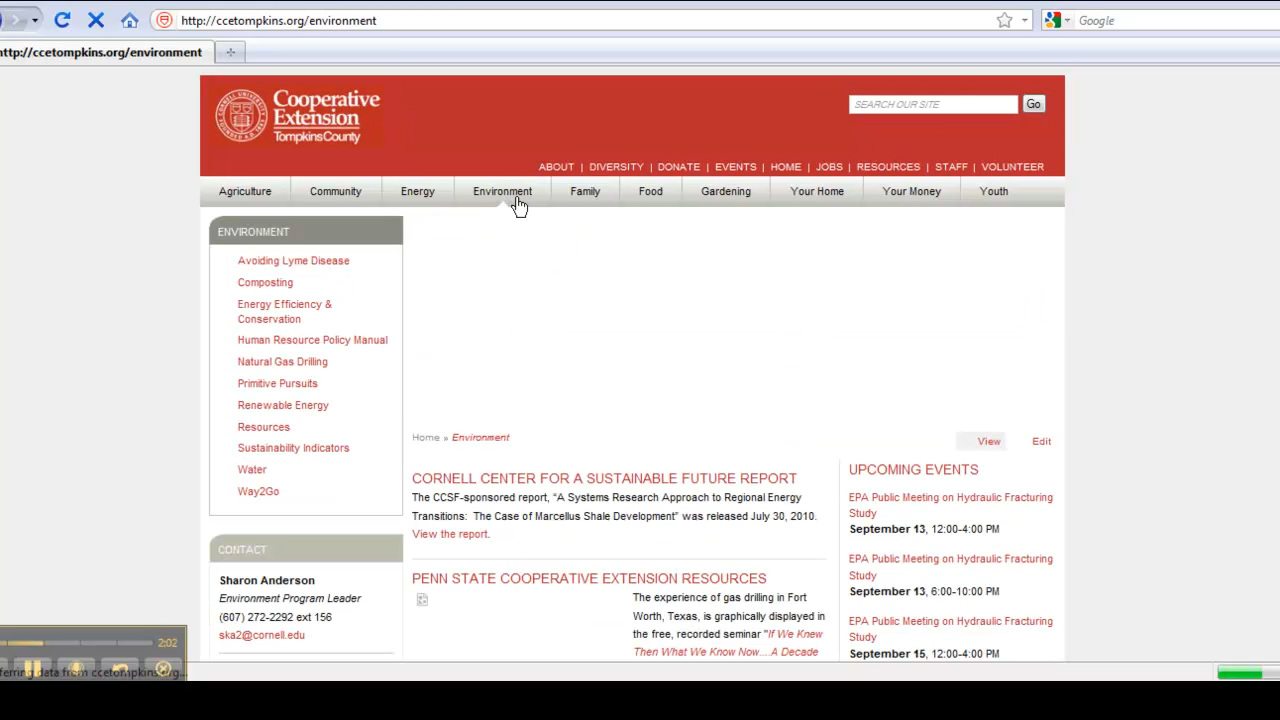 http://ccetompkins.org/environment
Google
http://ccetompkins.org/environment
Cooperative
Extension
Tompkins County
SEARCH OUR SITE
Go
ABOUT | DIVERSITY | DONATE | EVENTS | HOME | JOBS | RESOURCES | STAFF | VOLUNTEER
Agriculture Community Energy Environment Family Food Gardening Your Home Your Money Youth
ENVIRONMENT
Avoiding Lyme Disease
Composting
Energy Efficiency &
Conservation
Human Resource Policy Manual
Natural Gas Drilling
Primitive Pursuits
Renewable Energy
Resources
Sustainability Indicators
Water
Way2Go
CONTACT
Sharon Anderson
Environment Program Leader
(607) 272-2292 ext 156
ska2@cornell.edu
Home » Environment
View
Edit
CORNELL CENTER FOR A SUSTAINABLE FUTURE REPORT
The CCSF-sponsored report, “A Systems Research Approach to Regional Energy
Transitions: The Case of Marcellus Shale Development” was released July 30, 2010.
View the report.
PENN STATE COOPERATIVE EXTENSION RESOURCES
The experience of gas drilling in Fort
Worth, Texas, is graphically displayed in
the free, recorded seminar "If We Knew
Then What We Know Now....A Decade
UPCOMING EVENTS
EPA Public Meeting on Hydraulic Fracturing
Study
September 13, 12:00-4:00 PM
EPA Public Meeting on Hydraulic Fracturing
Study
September 13, 6:00-10:00 PM
EPA Public Meeting on Hydraulic Fracturing
Study
September 15, 12:00-4:00 PM
2:02
ferring data from ccetompkins.org...